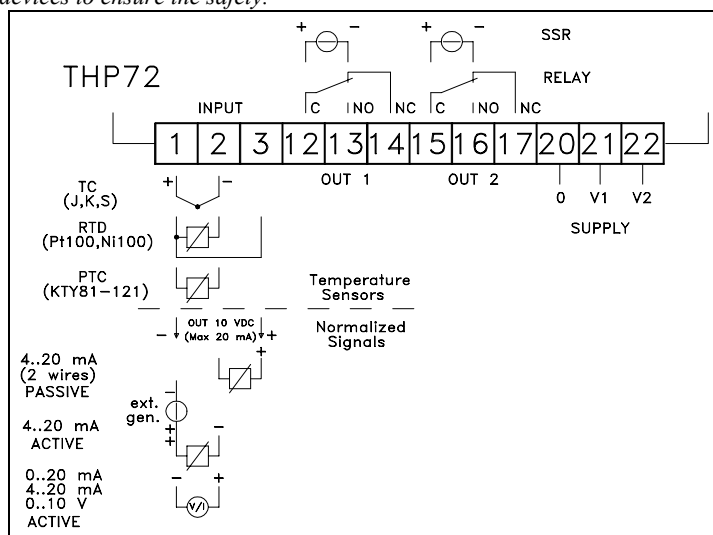 devices to ensure the safety.
+ - + - SSR
THP72
RELAY
INPUT C NO NC C NO NC
1 2 3 12 13 14 15 16 17 20 21 22
+ - OUT 1 OUT 2
TC
(J,K,S)
0 V1 V2
SUPPLY
RTD
(Pt100,Ni100)
PTC
(KTY81-121)
Temperature
Sensors
OUT 10 VDC
- (Max 20 mA) +
Normalized
Signals
+
4..20 mA
(2 wires)
PASSIVE
-
ext.
gen.
+
4..20 mA
ACTIVE
+ -
0..20 mA
4..20 mA
0..10 V
ACTIVE
- +
V/I